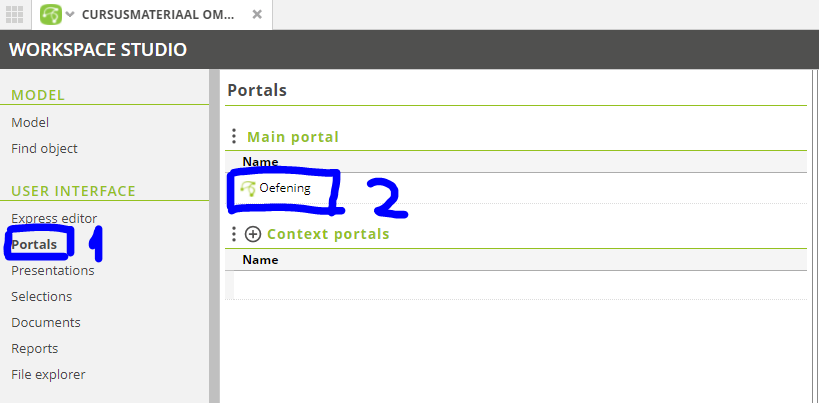 CURSUSMATERIAAL OM...
WORKSPACE STUDIO
MODEL
Model
Find object
USER INTERFACE
Express editor
Portals 1
Presentations
Selections
Documents
Reports
File explorer
Portals
Main portal
Name
Oefening 2
Context portals
Name